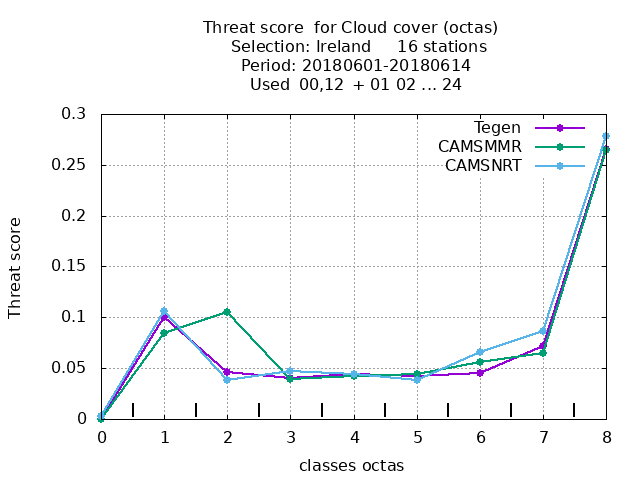 Threat score  for Cloud cover (octas)
Selection: Ireland     16 stations
Period: 20180601-20180614
Used  00,12  + 01 02 ... 24
Tegen
CAMSMMR
CAMSNRT
0.3
0.25
0.2
0.15
0.1
0.05
0
Threat score
0 1 2 3 4 5 6 7 8
classes octas